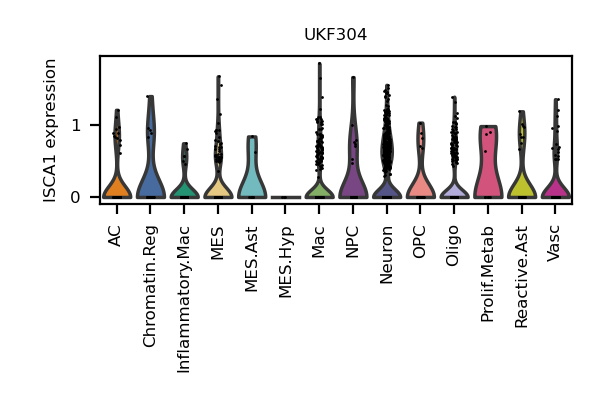 UKF304
ISCA1 expression
1
0
AC
Chromatin.Reg
Inflammatory.Mac
MES
MES.Ast
MES.Hyp
Mac
NPC
Neuron
OPC
Oligo
Prolif.Metab
Reactive.Ast
Vasc